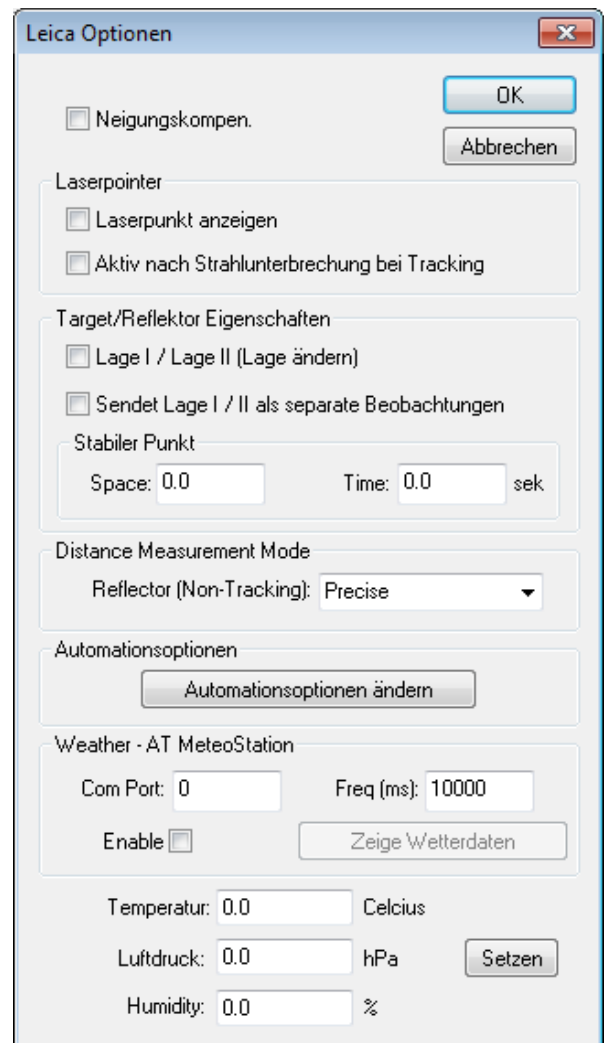 Leica Optionen
OK
Neigungskompen.
Abbrechen
Laserpointer
Laserpunkt anzeigen
Aktiv nach Strahlunterbrechung bei Tracking
Target/Reflektor Eigenschaften
Lage I / Lage II (Lage ändern)
Sendet Lage I / II als separate Beobachtungen
Stabiler Punkt
Space: 0.0 Time: 0.0 sek
Distance Measurement Mode
Reflector (Non-Tracking): Precise
Automationsoptionen
Automationsoptionen ändern
Weather - AT MeteoStation
Com Port: 0 Freq (ms): 10000
Enable Zeige Wetterdaten
Temperatur: 0.0 Celcius
Luftdruck: 0.0 hPa Setzen
Humidity: 0.0 %